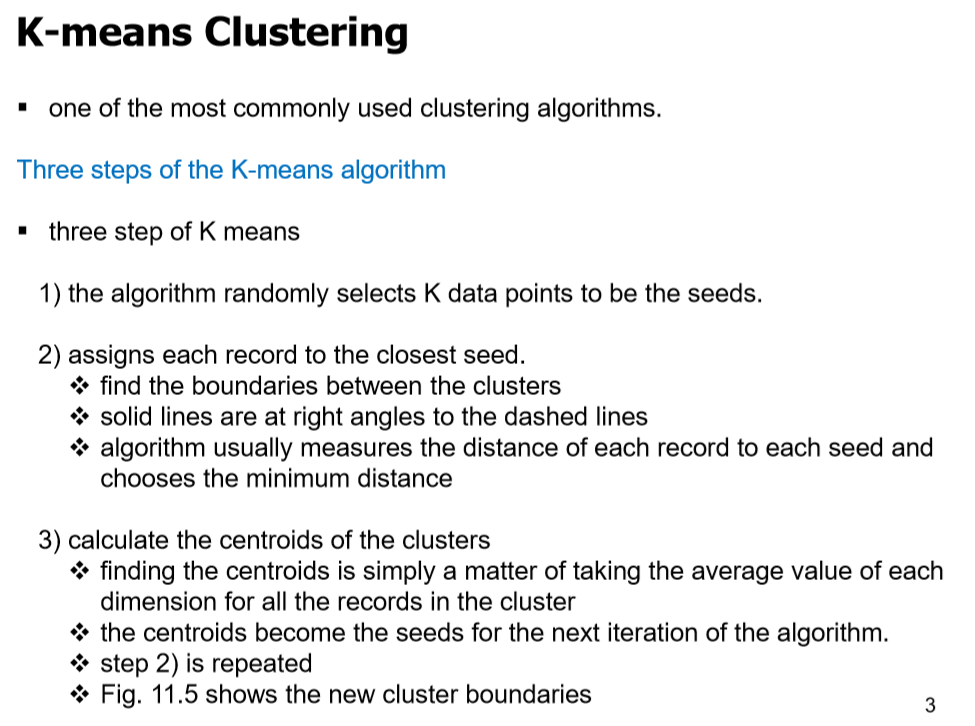 K-means Clustering
▪ one of the most commonly used clustering algorithms.
Three steps of the K-means algorithm
▪ three step of K means
1) the algorithm randomly selects K data points to be the seeds.
2) assigns each record to the closest seed.
❖ find the boundaries between the clusters
❖ solid lines are at right angles to the dashed lines
❖ algorithm usually measures the distance of each record to each seed and
chooses the minimum distance
3) calculate the centroids of the clusters
❖ finding the centroids is simply a matter of taking the average value of each
dimension for all the records in the cluster
❖ the centroids become the seeds for the next iteration of the algorithm.
❖ step 2) is repeated
❖ Fig. 11.5 shows the new cluster boundaries
3